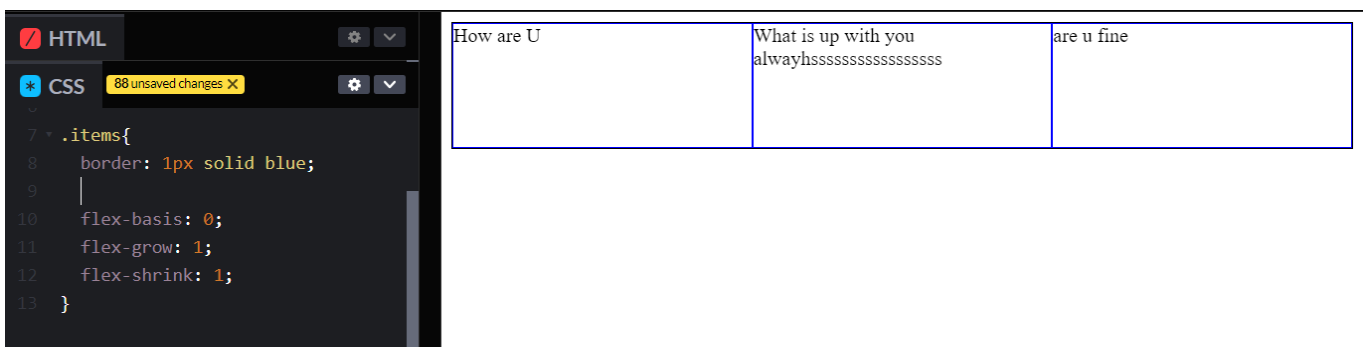 HTML
CSS
88 unsaved changes X
7 .items{
8 border: 1px solid blue;
9
10 flex-basis: 0;
11 flex-grow: 1;
12 flex-shrink: 1;
13 }
How are U
What is up with you
alwayhssssssssssssssssss
are u fine